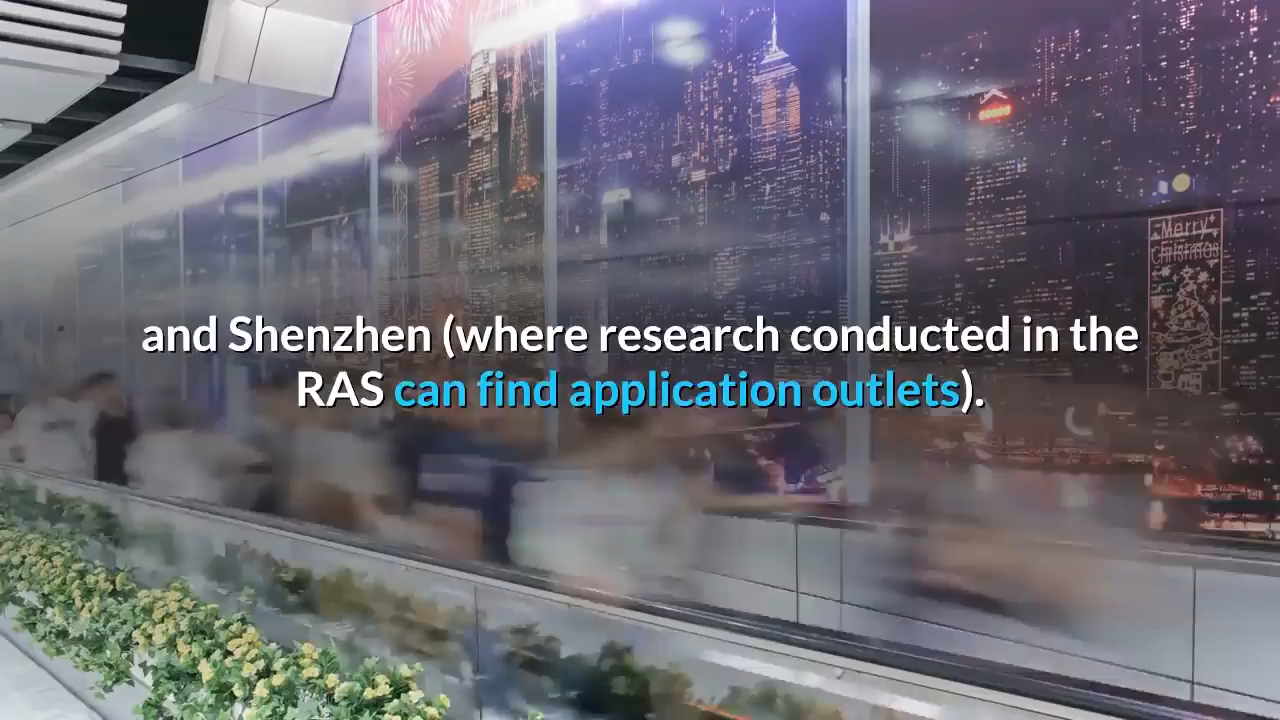 Merry
Christmas
and Shenzhen (where research conducted in the
RAS can find application outlets).